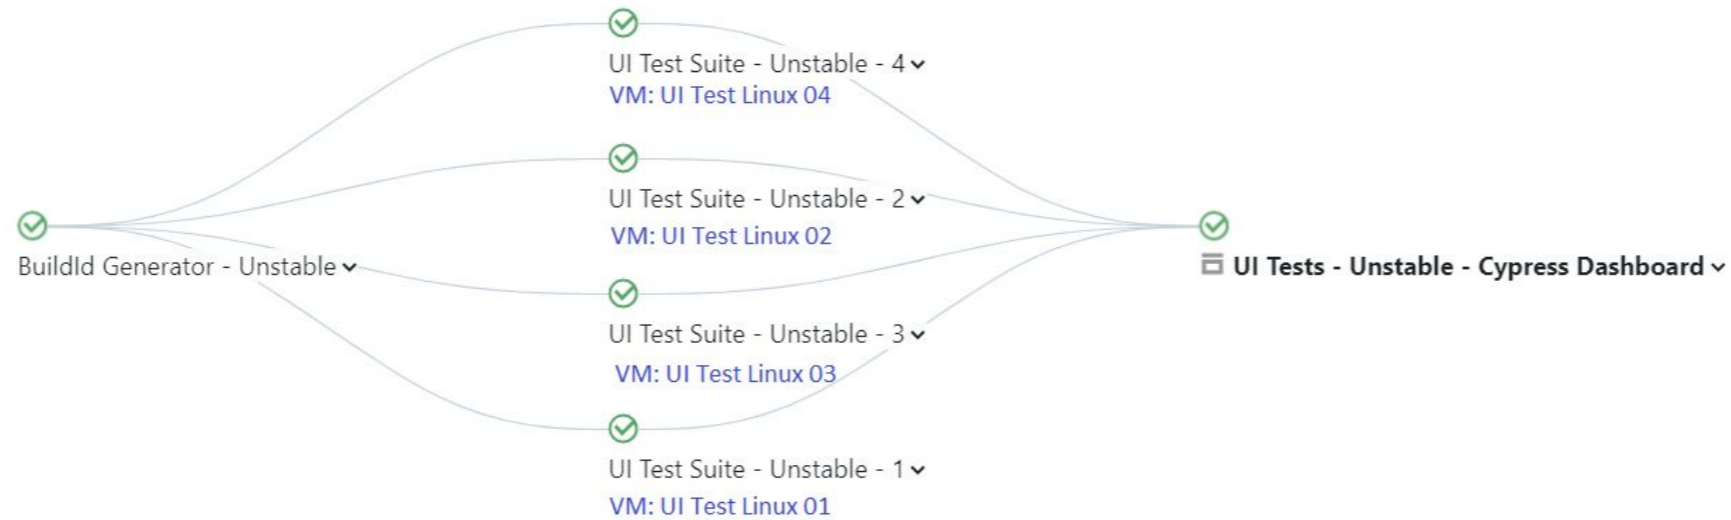 UI Test Suite - Unstable - 4
VM: UI Test Linux 04
UI Test Suite - Unstable - 2
VM: UI Test Linux 02
BuildId Generator - Unstable
UI Tests - Unstable - Cypress Dashboard
UI Test Suite - Unstable - 3
VM: UI Test Linux 03
UI Test Suite - Unstable - 1
VM: UI Test Linux 01